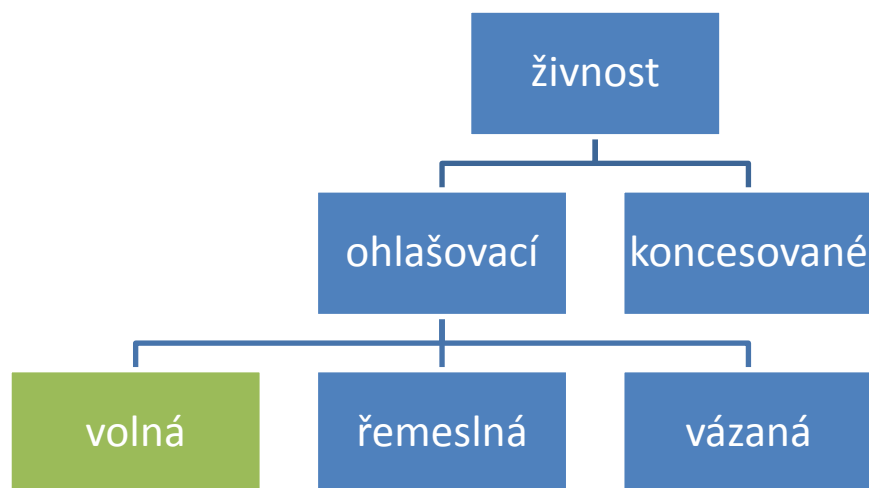 živnost
ohlašovací
koncesované
volná
řemeslná
vázaná